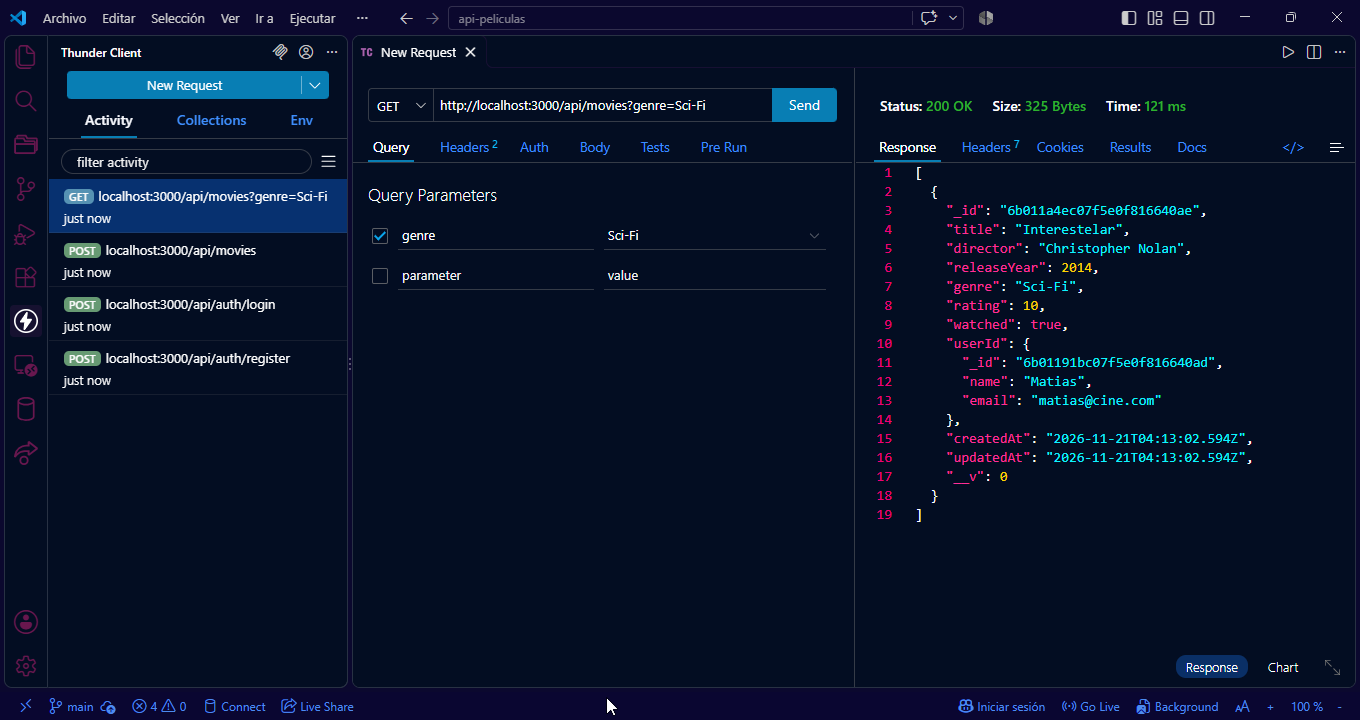 Archivo Editar Selección Ver Ir a Ejecutar ··· api-peliculas
Thunder Client ···
New Request
Activity Collections Env
filter activity
GET localhost:3000/api/movies?genre=Sci-Fi
just now
POST localhost:3000/api/movies
just now
POST localhost:3000/api/auth/login
just now
POST localhost:3000/api/auth/register
just now
TC New Request
GET http://localhost:3000/api/movies?genre=Sci-Fi Send
Query Headers 2 Auth Body Tests Pre Run
Query Parameters
genre Sci-Fi
parameter value
Status: 200 OK Size: 325 Bytes Time: 121 ms
Response Headers 7 Cookies Results Docs </>
1 [
2 {
3 "_id": "6b011a4ec07f5e0f816640ae",
4 "title": "Interestelar",
5 "director": "Christopher Nolan",
6 "releaseYear": 2014,
7 "genre": "Sci-Fi",
8 "rating": 10,
9 "watched": true,
10 "userId": {
11 "_id": "6b01191bc07f5e0f816640ad",
12 "name": "Matias",
13 "email": "matias@cine.com"
14 },
15 "createdAt": "2026-11-21T04:13:02.594Z",
16 "updatedAt": "2026-11-21T04:13:02.594Z",
17 "__v": 0
18 }
19 ]
Response Chart
main 4 0 Connect Live Share Iniciar sesión Go Live Background AA + 100 % -